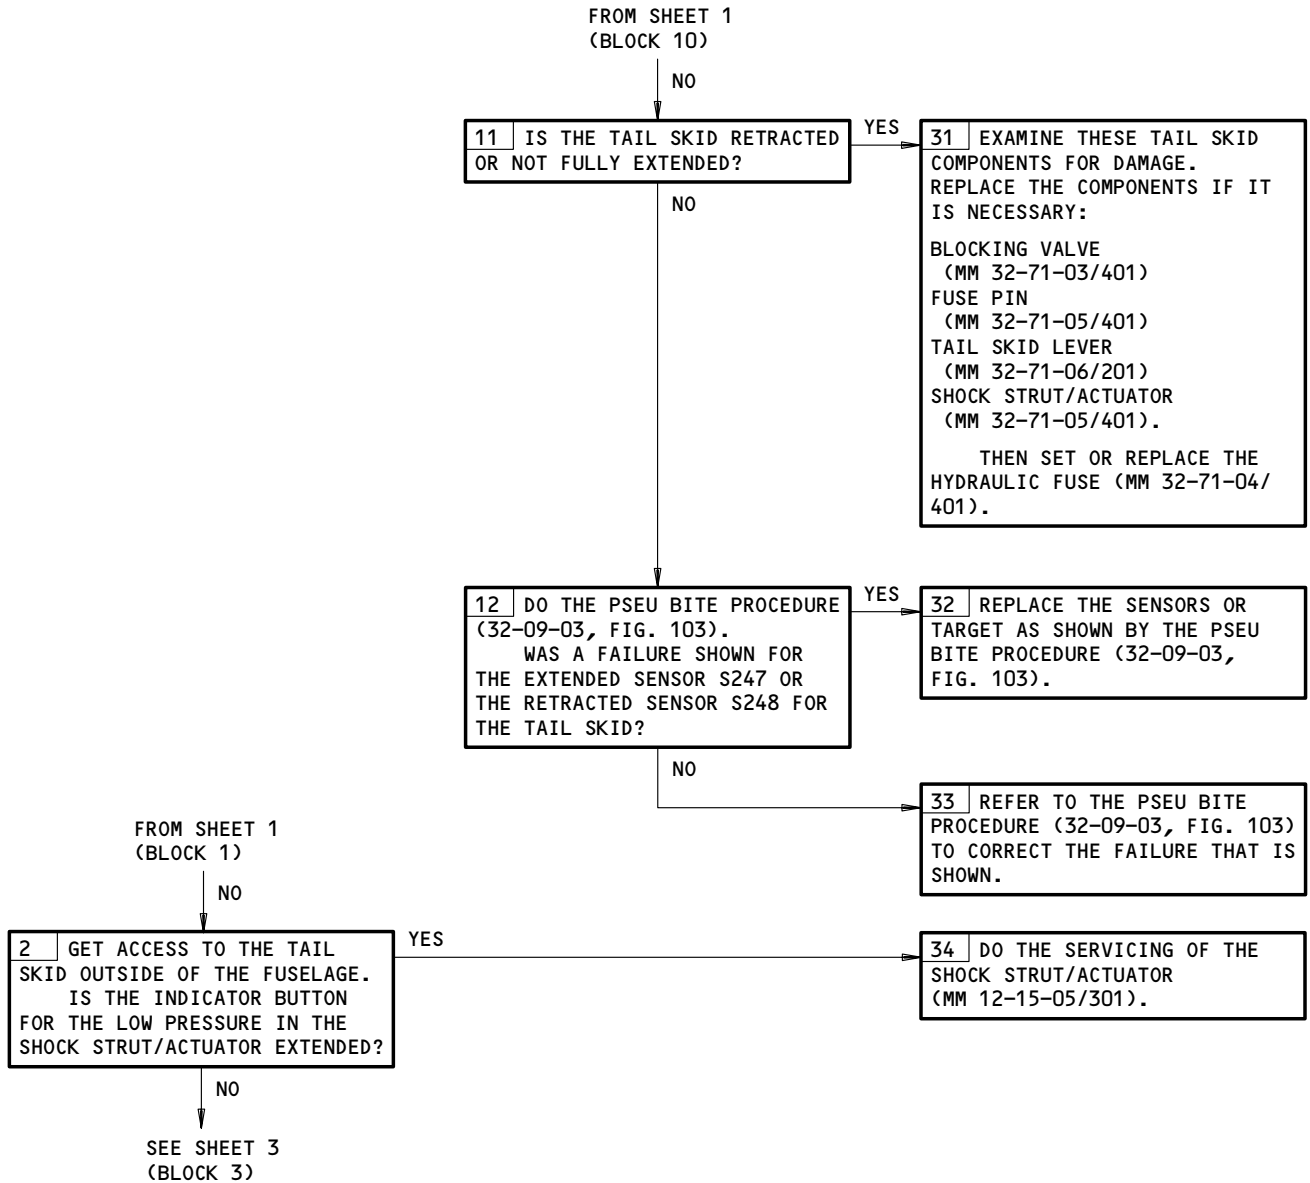 FROM SHEET 1
(BLOCK 10)
NO
11 IS THE TAIL SKID RETRACTED
OR NOT FULLY EXTENDED?
YES
31 EXAMINE THESE TAIL SKID
COMPONENTS FOR DAMAGE.
REPLACE THE COMPONENTS IF IT
IS NECESSARY:
BLOCKING VALVE
(MM 32-71-03/401)
FUSE PIN
(MM 32-71-05/401)
TAIL SKID LEVER
(MM 32-71-06/201)
SHOCK STRUT/ACTUATOR
(MM 32-71-05/401).
THEN SET OR REPLACE THE
HYDRAULIC FUSE (MM 32-71-04/
401).
NO
12 DO THE PSEU BITE PROCEDURE
(32-09-03, FIG. 103).
WAS A FAILURE SHOWN FOR
THE EXTENDED SENSOR S247 OR
THE RETRACTED SENSOR S248 FOR
THE TAIL SKID?
YES
32 REPLACE THE SENSORS OR
TARGET AS SHOWN BY THE PSEU
BITE PROCEDURE (32-09-03,
FIG. 103).
NO
33 REFER TO THE PSEU BITE
PROCEDURE (32-09-03, FIG. 103)
TO CORRECT THE FAILURE THAT IS
SHOWN.
FROM SHEET 1
(BLOCK 1)
NO
2 GET ACCESS TO THE TAIL
SKID OUTSIDE OF THE FUSELAGE.
IS THE INDICATOR BUTTON
FOR THE LOW PRESSURE IN THE
SHOCK STRUT/ACTUATOR EXTENDED?
YES
34 DO THE SERVICING OF THE
SHOCK STRUT/ACTUATOR
(MM 12-15-05/301).
NO
SEE SHEET 3
(BLOCK 3)